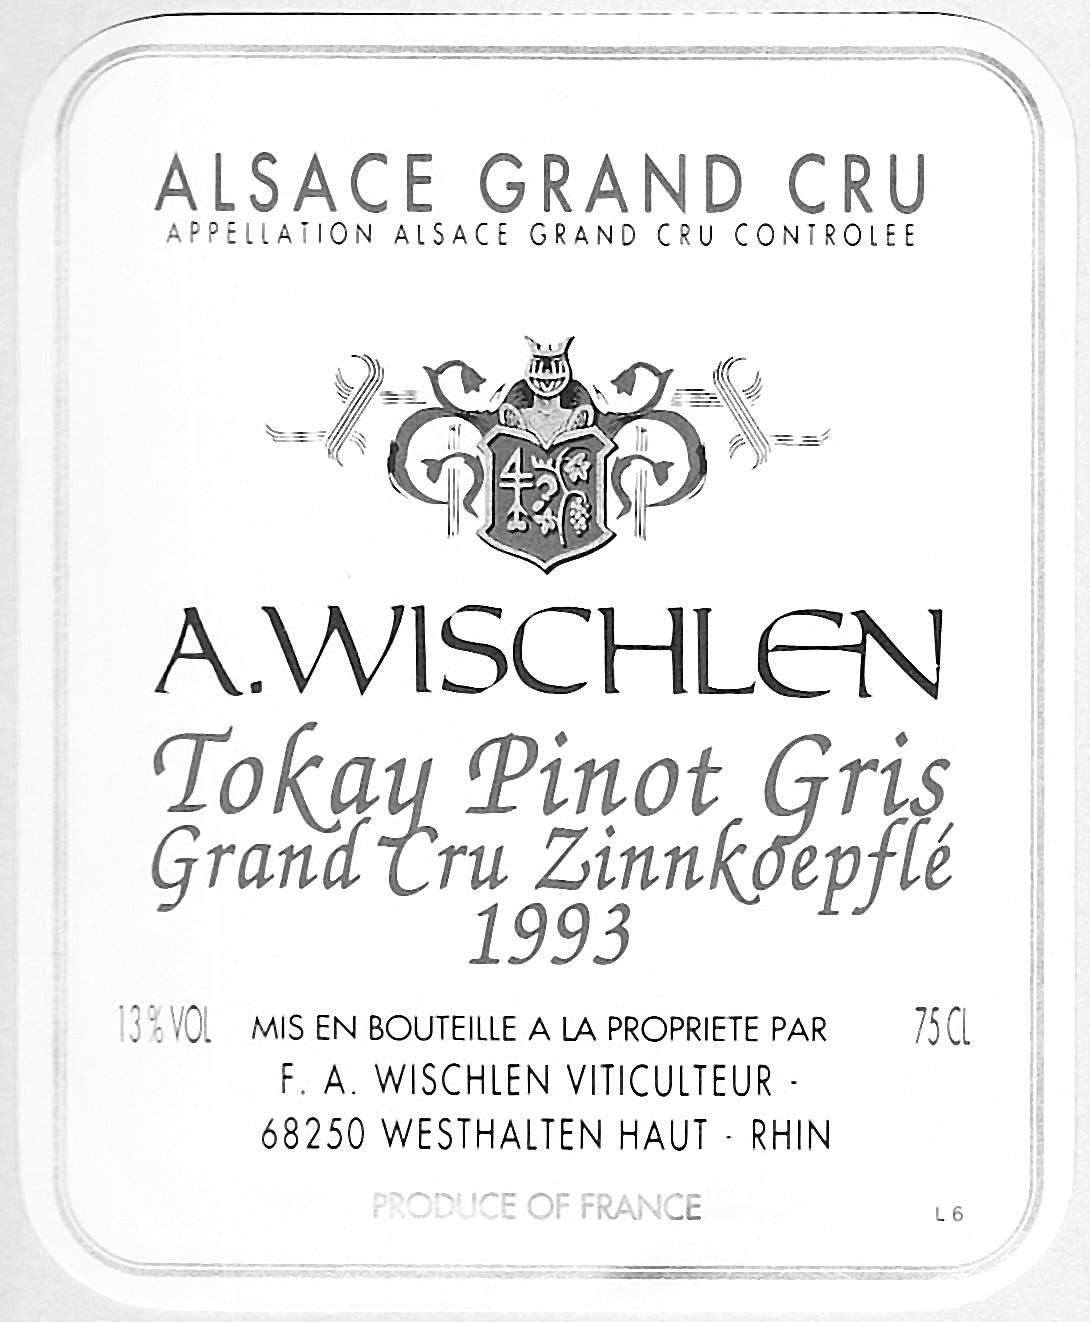 ALSACE GRAND CRU
APPELLATION ALSACE GRAND CRU CONTROLEE
A. WISCHLEN
Tokay Pinot Gris
Grand Cru Zinnkoepflé
1993
13% VOL MIS EN BOUTEILLE A LA PROPRIETE PAR 75 CL
F. A. WISCHLEN VITICULTEUR -
68250 WESTHALTEN HAUT - RHIN
PRODUCE OF FRANCE
L 6